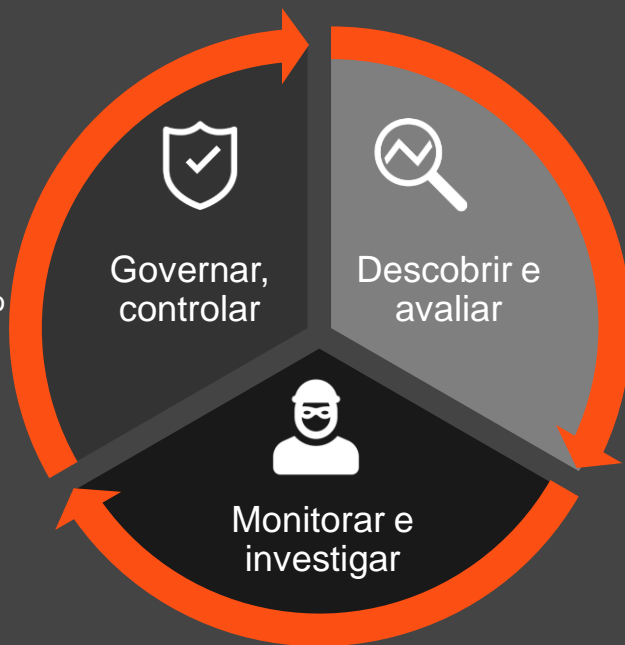 Governar,
controlar
Descobrir e
avaliar
Monitorar e
investigar